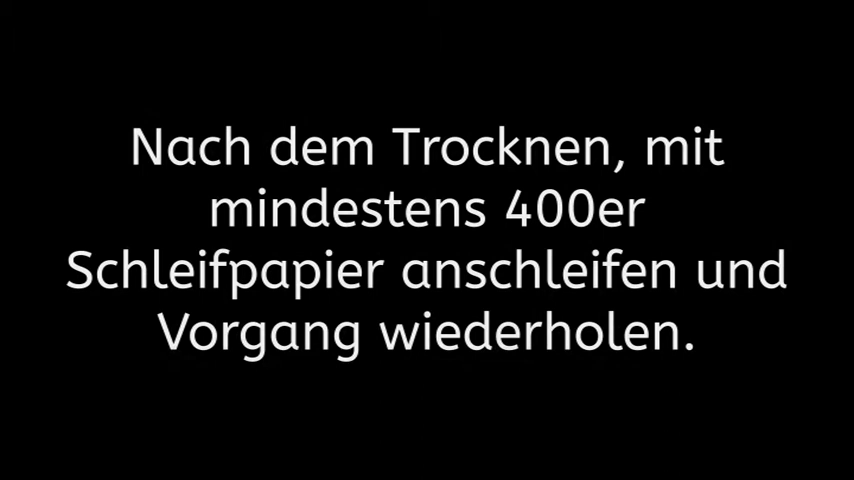 Nach dem Trocknen, mit
mindestens 400er
Schleifpapier anschleifen und
Vorgang wiederholen.